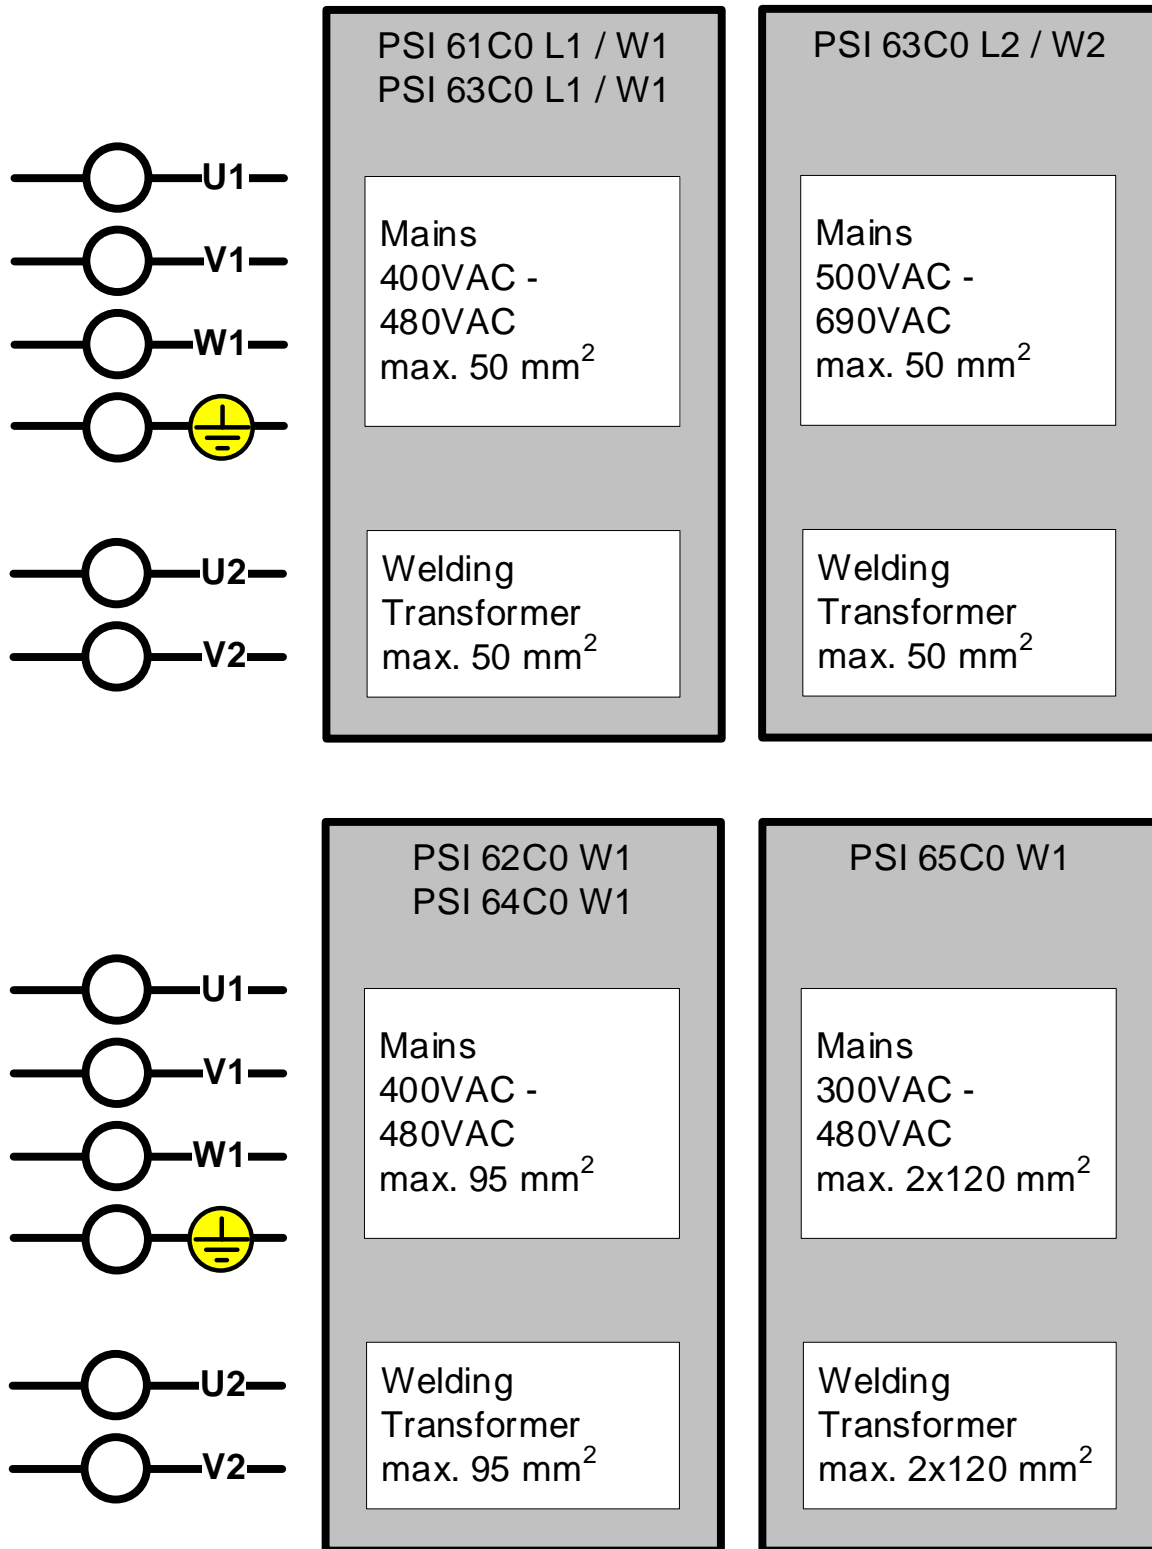 PSI 61C0 L1 / W1
PSI 63C0 L1 / W1
U1
V1
W1
U2
V2
Mains
400VAC -
480VAC
max. 50 mm²
Welding
Transformer
max. 50 mm²
PSI 63C0 L2 / W2
Mains
500VAC -
690VAC
max. 50 mm²
Welding
Transformer
max. 50 mm²
PSI 62C0 W1
PSI 64C0 W1
U1
V1
W1
U2
V2
Mains
400VAC -
480VAC
max. 95 mm²
Welding
Transformer
max. 95 mm²
PSI 65C0 W1
Mains
300VAC -
480VAC
max. 2x120 mm²
Welding
Transformer
max. 2x120 mm²